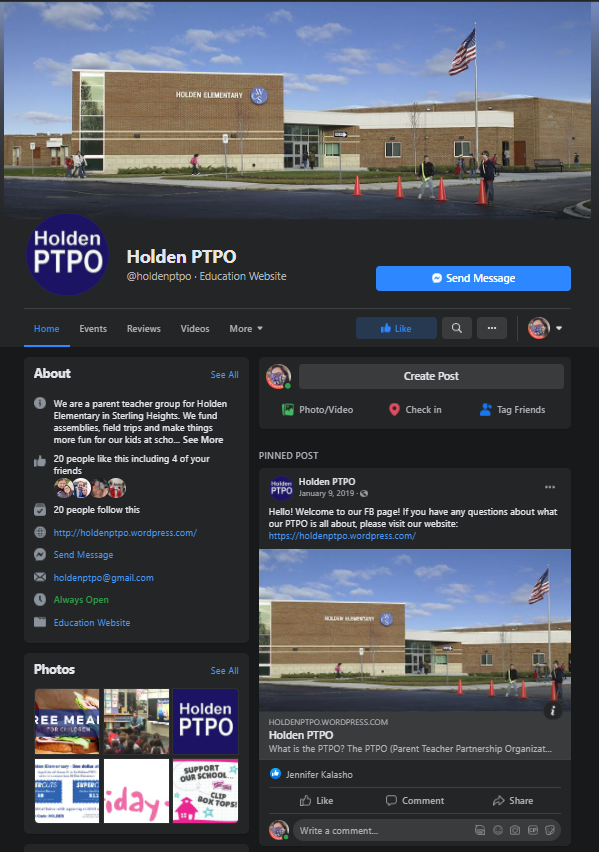 HOLDEN ELEMENTARY
WCS
Holden
PTPO
Holden PTPO
@holdenptpo · Education Website
Send Message
Home
Events
Reviews
Videos
More
Like
About
See All
We are a parent teacher group for Holden
Elementary in Sterling Heights. We fund
assemblies, field trips and make things
more fun for our kids at scho... See More
20 people like this including 4 of your
friends
20 people follow this
http://holdenptpo.wordpress.com/
Send Message
holdenptpo@gmail.com
Always Open
Education Website
Photos
See All
REE MEA
FOR CHILDREN
Holden
PTPO
SUPERCUTS
SUPERCUTS
iday
SUPPORT
OUR SCHOOL...
CLIP
BOX TOPS!
Create Post
Photo/Video
Check in
Tag Friends
PINNED POST
Holden
PTPO
Holden PTPO
January 9, 2019 ·
Hello! Welcome to our FB page! If you have any questions about what
our PTPO is all about, please visit our website:
https://holdenptpo.wordpress.com/
HOLDEN ELEMENTARY
HOLDENPTPO.WORDPRESS.COM
Holden PTPO
What is the PTPO? The PTPO (Parent Teacher Partnership Organizat...
Jennifer Kalasho
Like
Comment
Share
Write a comment...
GIF